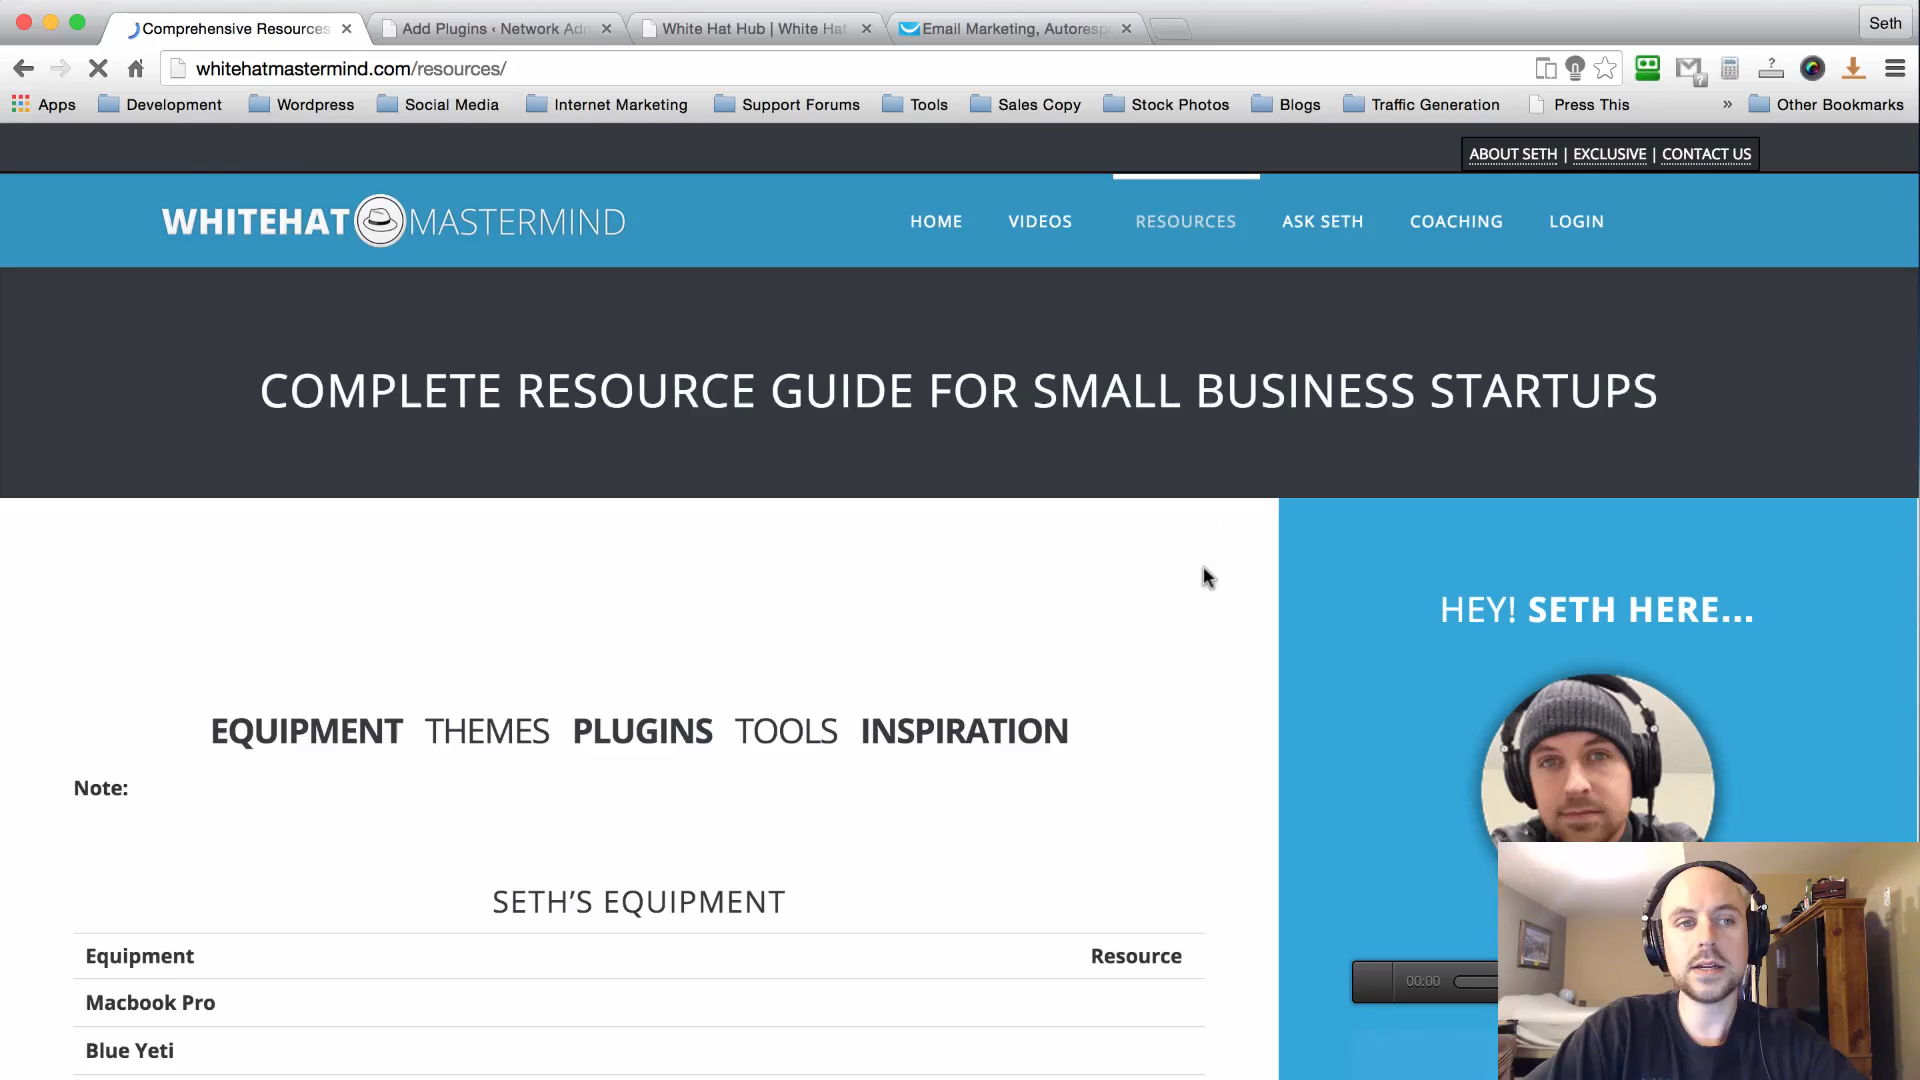 Comprehensive Resources
Add Plugins ‹ Network Adm
White Hat Hub | White Hat
Email Marketing, Autoresp
Seth
whitehatmastermind.com/resources/
Apps
Development
Wordpress
Social Media
Internet Marketing
Support Forums
Tools
Sales Copy
Stock Photos
Blogs
Traffic Generation
Press This
»
Other Bookmarks
ABOUT SETH | EXCLUSIVE | CONTACT US
WHITEHAT MASTERMIND
HOME
VIDEOS
RESOURCES
ASK SETH
COACHING
LOGIN
COMPLETE RESOURCE GUIDE FOR SMALL BUSINESS STARTUPS
HEY! SETH HERE...
EQUIPMENT THEMES PLUGINS TOOLS INSPIRATION
Note:
SETH'S EQUIPMENT
Equipment Resource
Macbook Pro
Blue Yeti
00:00